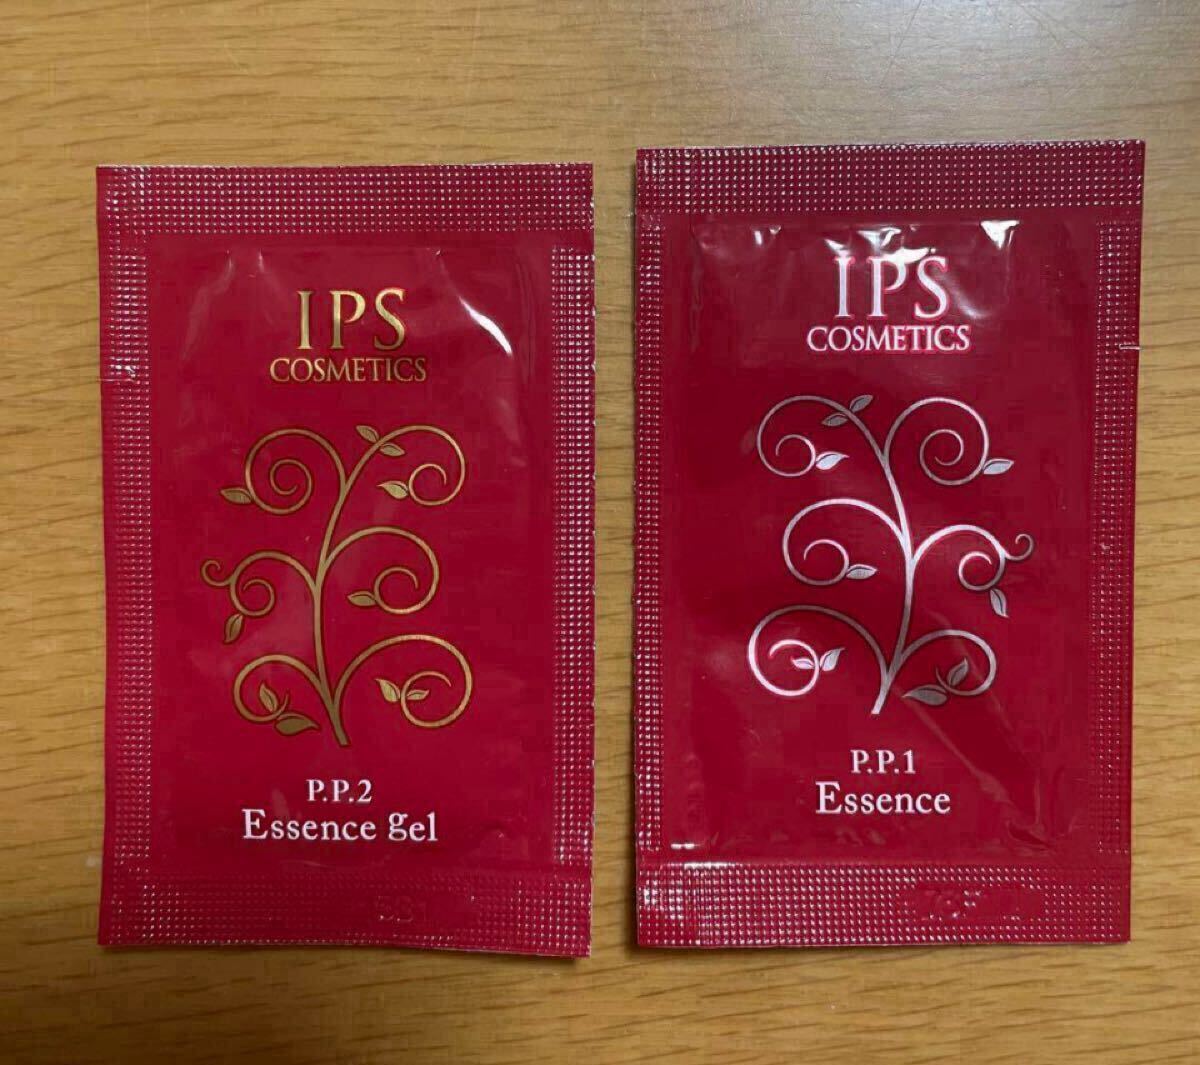 IPS
COSMETICS
P.P.2
Essence gel
IPS
COSMETICS
P.P.1
Essence